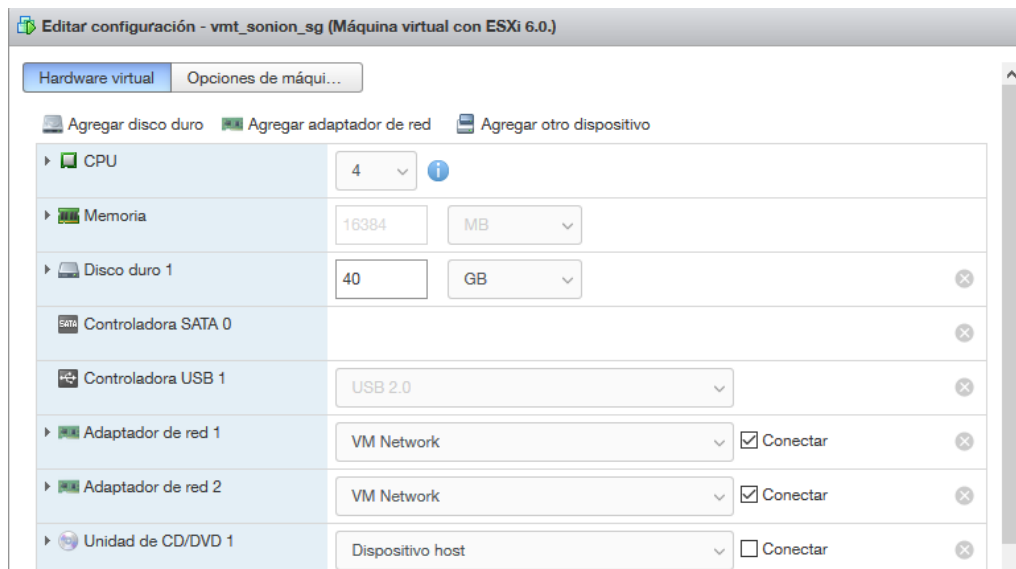 Editar configuración - vmt_sonion_sg (Máquina virtual con ESXi 6.0.)
Hardware virtual Opciones de máqui...
Agregar disco duro Agregar adaptador de red Agregar otro dispositivo
CPU 4
Memoria 16384 MB
Disco duro 1 40 GB
SATA Controladora SATA 0
Controladora USB 1 USB 2.0
Adaptador de red 1 VM Network Conectar
Adaptador de red 2 VM Network Conectar
Unidad de CD/DVD 1 Dispositivo host Conectar